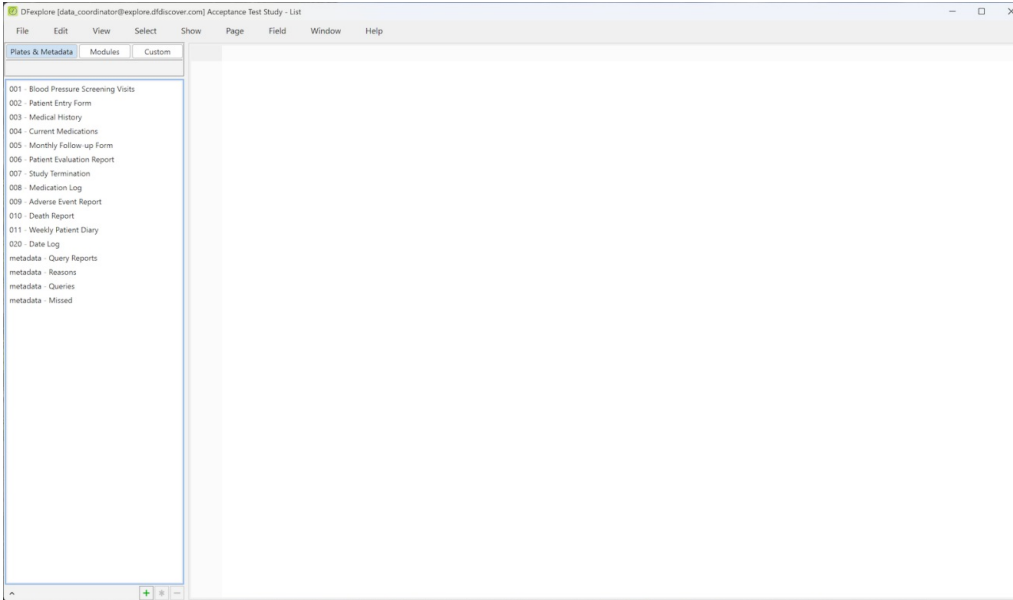 DFexplore [data_coordinator@explore.dfdiscover.com] Acceptance Test Study - List
File Edit View Select Show Page Field Window Help
Plates & Metadata Modules Custom
001 - Blood Pressure Screening Visits
002 - Patient Entry Form
003 - Medical History
004 - Current Medications
005 - Monthly Follow-up Form
006 - Patient Evaluation Report
007 - Study Termination
008 - Medication Log
009 - Adverse Event Report
010 - Death Report
011 - Weekly Patient Diary
020 - Date Log
metadata - Query Reports
metadata - Reasons
metadata - Queries
metadata - Missed